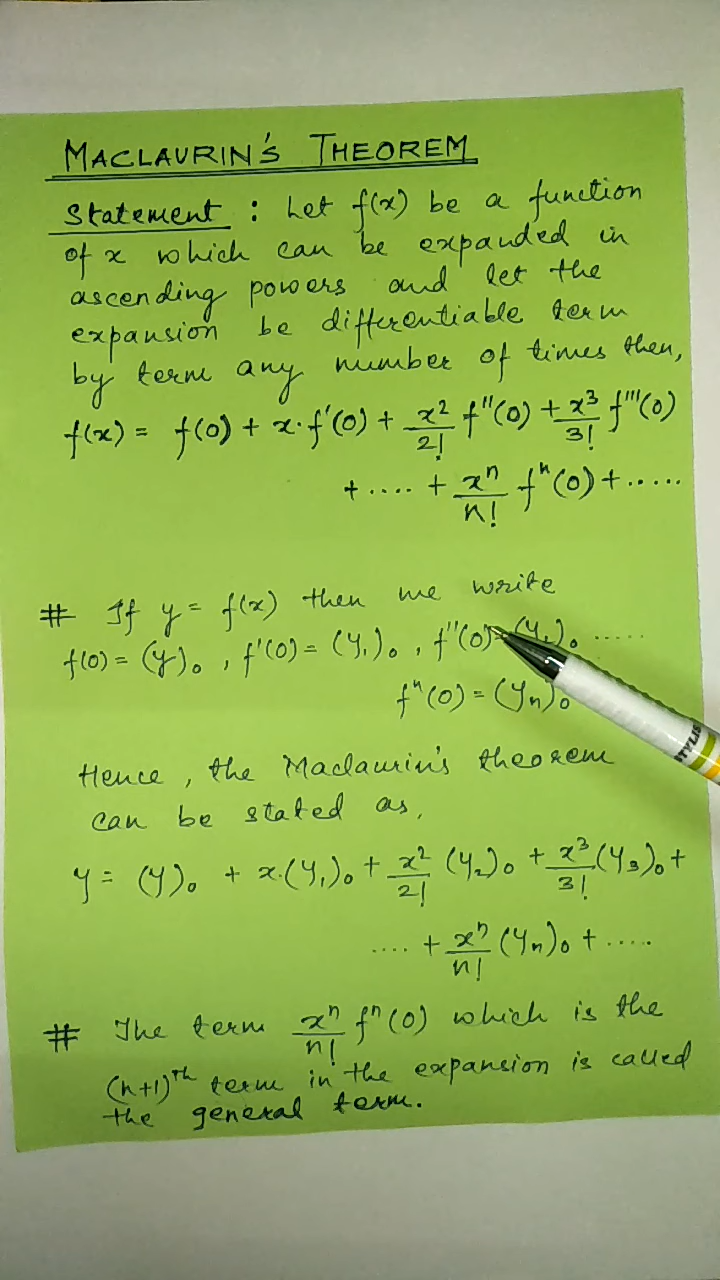 MACLAURIN'S THEOREM
Statement : Let f(x) be a function
of x which can be expanded in
ascending powers and let the
expansion be differentiable term
by term any number of times then,
f(x) = f(0) + x·f'(0) + x²/2! f''(0) + x³/3! f'''(0)
+ .... + xⁿ/n! fⁿ(0) + .....
# If y = f(x) then we write
f(0) = (y)₀ , f'(0) = (y₁)₀ , f''(0) = (y₂)₀ ......
fⁿ(0) = (yₙ)₀
Hence , the Maclaurin's theorem
can be stated as,
y = (y)₀ + x.(y₁)₀ + x²/2! (y₂)₀ + x³/3! (y₃)₀ +
.... + xⁿ/n! (yₙ)₀ + .....
# The term xⁿ/n! fⁿ(0) which is the
(n+1)ᵗʰ term in the expansion is called
the general term.
STYLIS